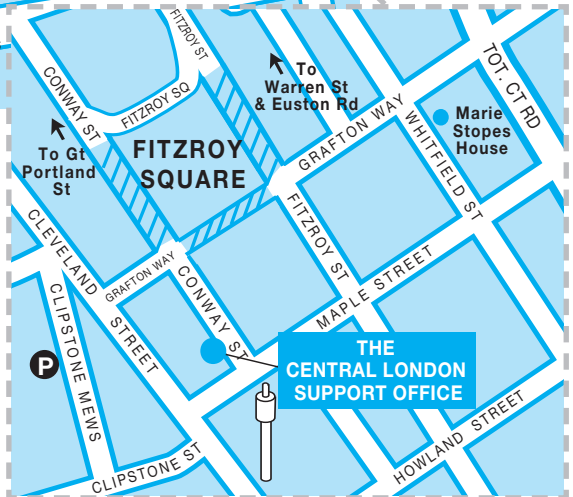 FITZROY ST
CONWAY ST
FITZROY SQ
To
Warren St
& Euston Rd
TOT. CT RD
GRAFTON WAY
WHITFIELD ST
Marie
Stopes
House
To Gt
Portland
St
FITZROY
SQUARE
CLEVELAND STREET
GRAFTON WAY
CONWAY ST
FITZROY ST
MAPLE STREET
CLIPSTONE MEWS
P
THE
CENTRAL LONDON
SUPPORT OFFICE
CLIPSTONE ST
HOWLAND STREET